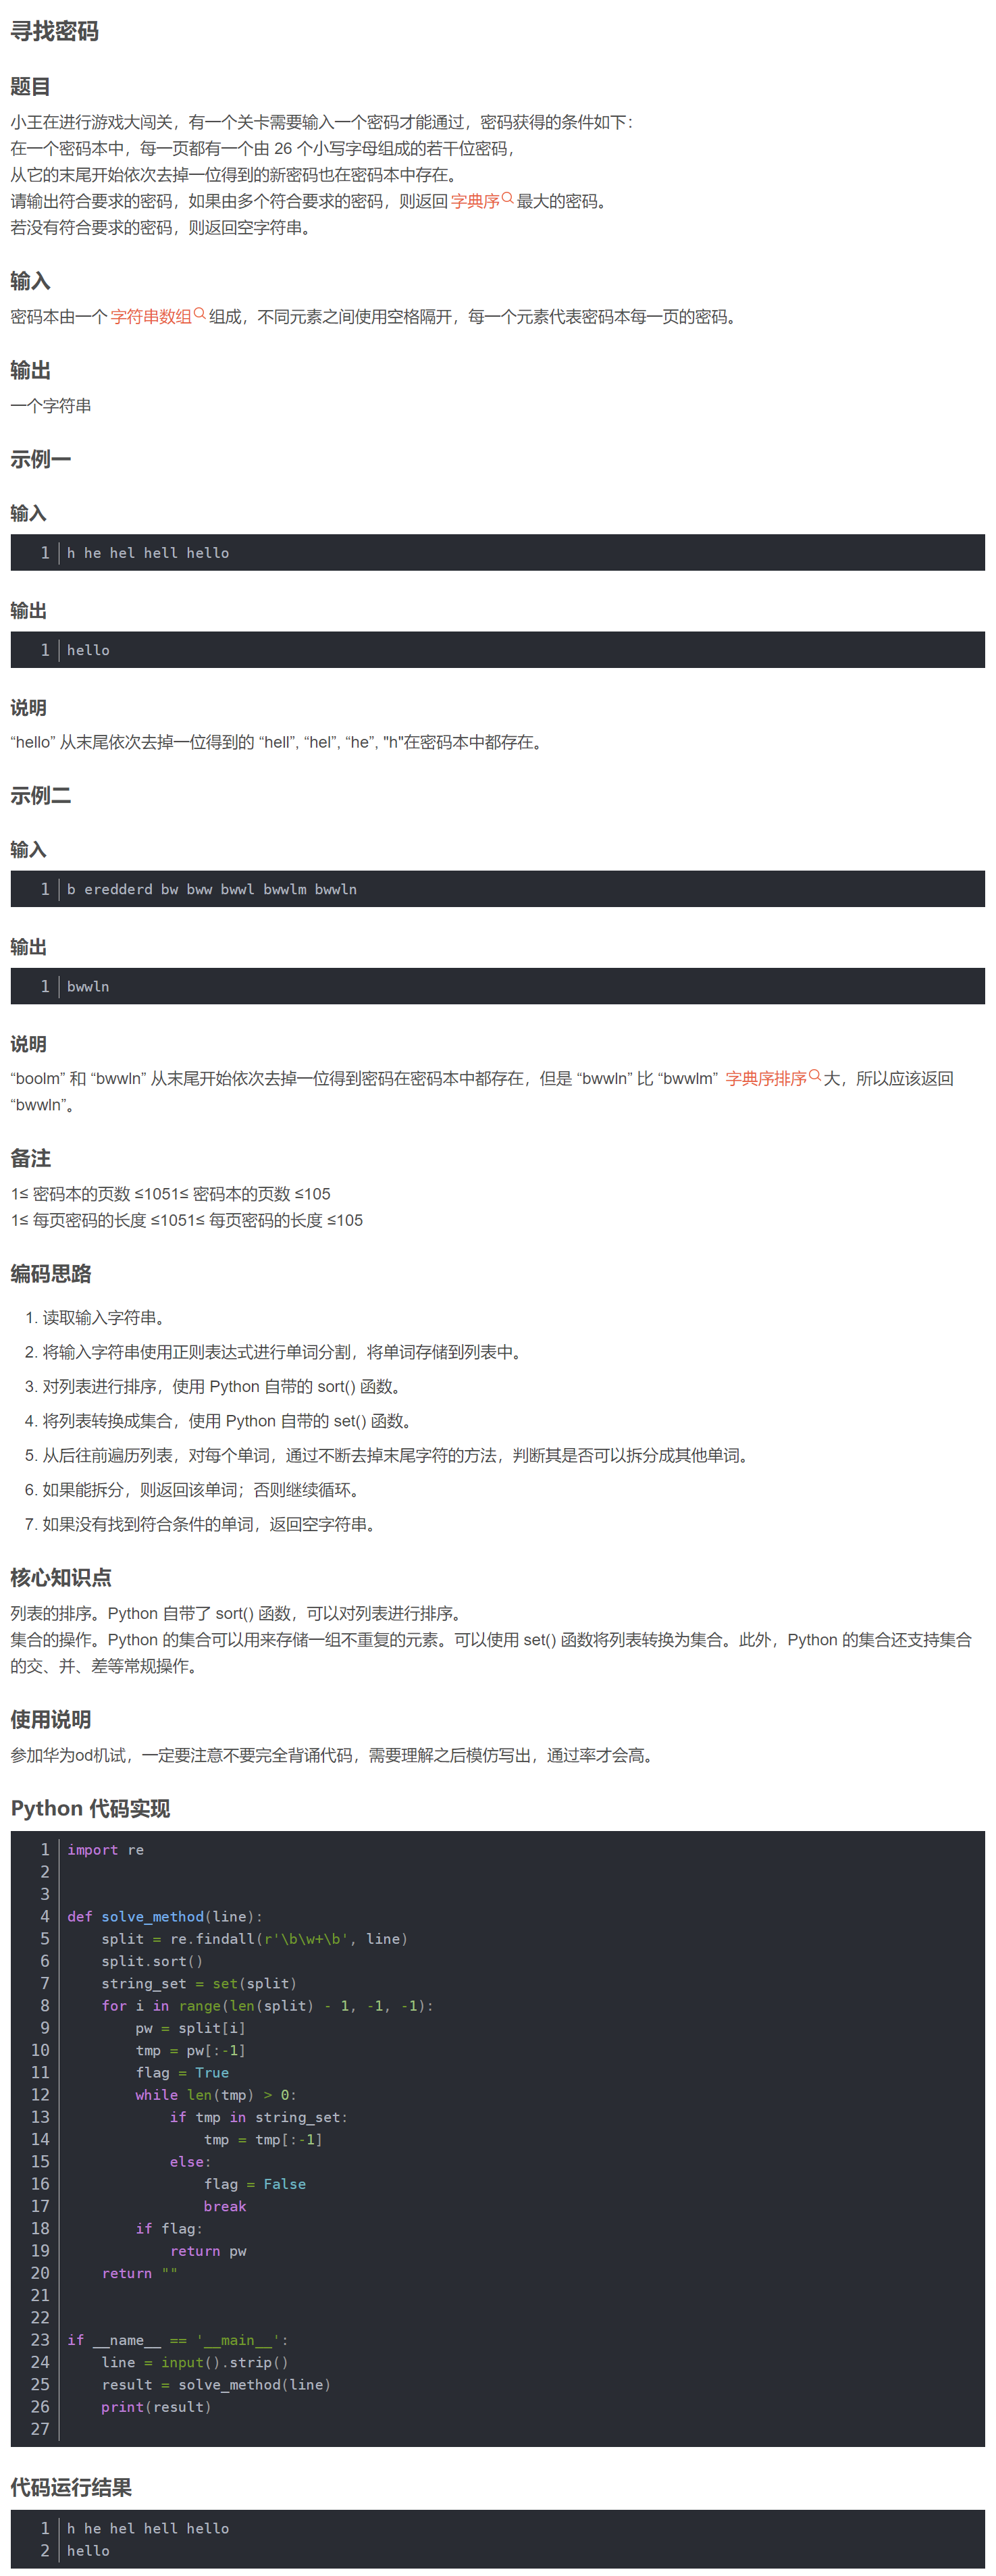 寻找密码
题目
小王在进行游戏大闯关，有一个关卡需要输入一个密码才能通过，密码获得的条件如下：
在一个密码本中，每一页都有一个由 26 个小写字母组成的若干位密码，
从它的末尾开始依次去掉一位得到的新密码也在密码本中存在。
请输出符合要求的密码，如果由多个符合要求的密码，则返回 字典序 最大的密码。
若没有符合要求的密码，则返回空字符串。
输入
密码本由一个 字符串数组 组成，不同元素之间使用空格隔开，每一个元素代表密码本每一页的密码。
输出
一个字符串
示例一
输入
1 h he hel hell hello
输出
1 hello
说明
“hello” 从末尾依次去掉一位得到的 “hell”, “hel”, “he”, "h"在密码本中都存在。
示例二
输入
1 b eredderd bw bww bwwl bwwlm bwwln
输出
1 bwwln
说明
“boolm” 和 “bwwln” 从末尾开始依次去掉一位得到密码在密码本中都存在，但是 “bwwln” 比 “bwwlm” 字典序排序 大，所以应该返回
“bwwln”。
备注
1≤ 密码本的页数 ≤1051≤ 密码本的页数 ≤105
1≤ 每页密码的长度 ≤1051≤ 每页密码的长度 ≤105
编码思路
1. 读取输入字符串。
2. 将输入字符串使用正则表达式进行单词分割，将单词存储到列表中。
3. 对列表进行排序，使用 Python 自带的 sort() 函数。
4. 将列表转换成集合，使用 Python 自带的 set() 函数。
5. 从后往前遍历列表，对每个单词，通过不断去掉末尾字符的方法，判断其是否可以拆分成其他单词。
6. 如果能拆分，则返回该单词；否则继续循环。
7. 如果没有找到符合条件的单词，返回空字符串。
核心知识点
列表的排序。Python 自带了 sort() 函数，可以对列表进行排序。
集合的操作。Python 的集合可以用来存储一组不重复的元素。可以使用 set() 函数将列表转换为集合。此外，Python 的集合还支持集合
的交、并、差等常规操作。
使用说明
参加华为od机试，一定要注意不要完全背诵代码，需要理解之后模仿写出，通过率才会高。
Python 代码实现
1 import re
2
3
4 def solve_method(line):
5     split = re.findall(r'\b\w+\b', line)
6     split.sort()
7     string_set = set(split)
8     for i in range(len(split) - 1, -1, -1):
9         pw = split[i]
10         tmp = pw[:-1]
11         flag = True
12         while len(tmp) > 0:
13             if tmp in string_set:
14                 tmp = tmp[:-1]
15             else:
16                 flag = False
17                 break
18         if flag:
19             return pw
20     return ""
21
22
23 if __name__ == '__main__':
24     line = input().strip()
25     result = solve_method(line)
26     print(result)
27
代码运行结果
1 h he hel hell hello
2 hello